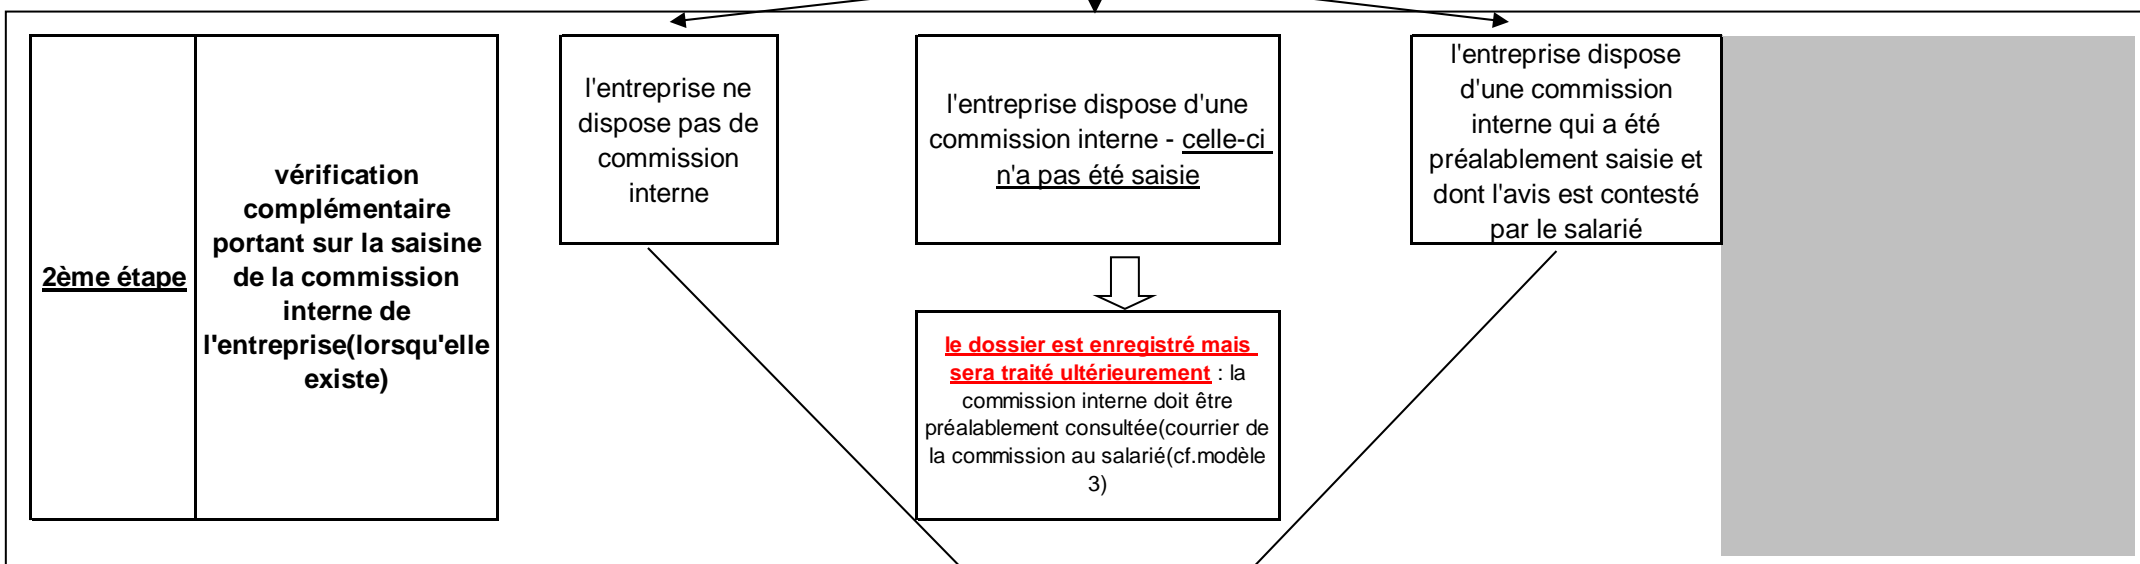 2ème étape
vérification
complémentaire
portant sur la saisine
de la commission
interne de
l'entreprise(lorsqu'elle
existe)
l'entreprise ne
dispose pas de
commission
interne
l'entreprise dispose d'une
commission interne - celle-ci
n'a pas été saisie
l'entreprise dispose
d'une commission
interne qui a été
préalablement saisie et
dont l'avis est contesté
par le salarié
le dossier est enregistré mais
sera traité ultérieurement : la
commission interne doit être
préalablement consultée(courrier de
la commission au salarié(cf.modèle
3)